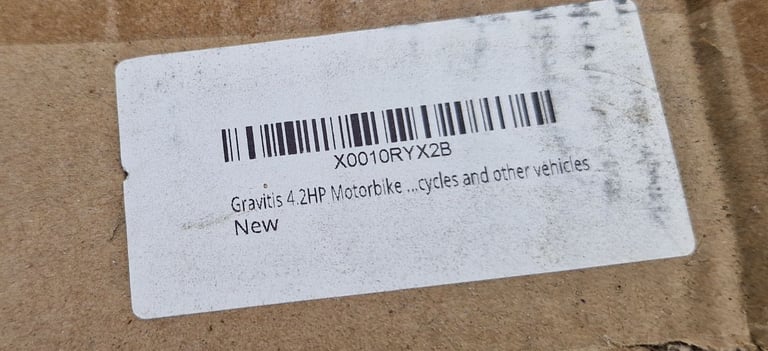 X0010RYX2B
Gravitis 4.2HP Motorbike ...cycles and other vehicles
New